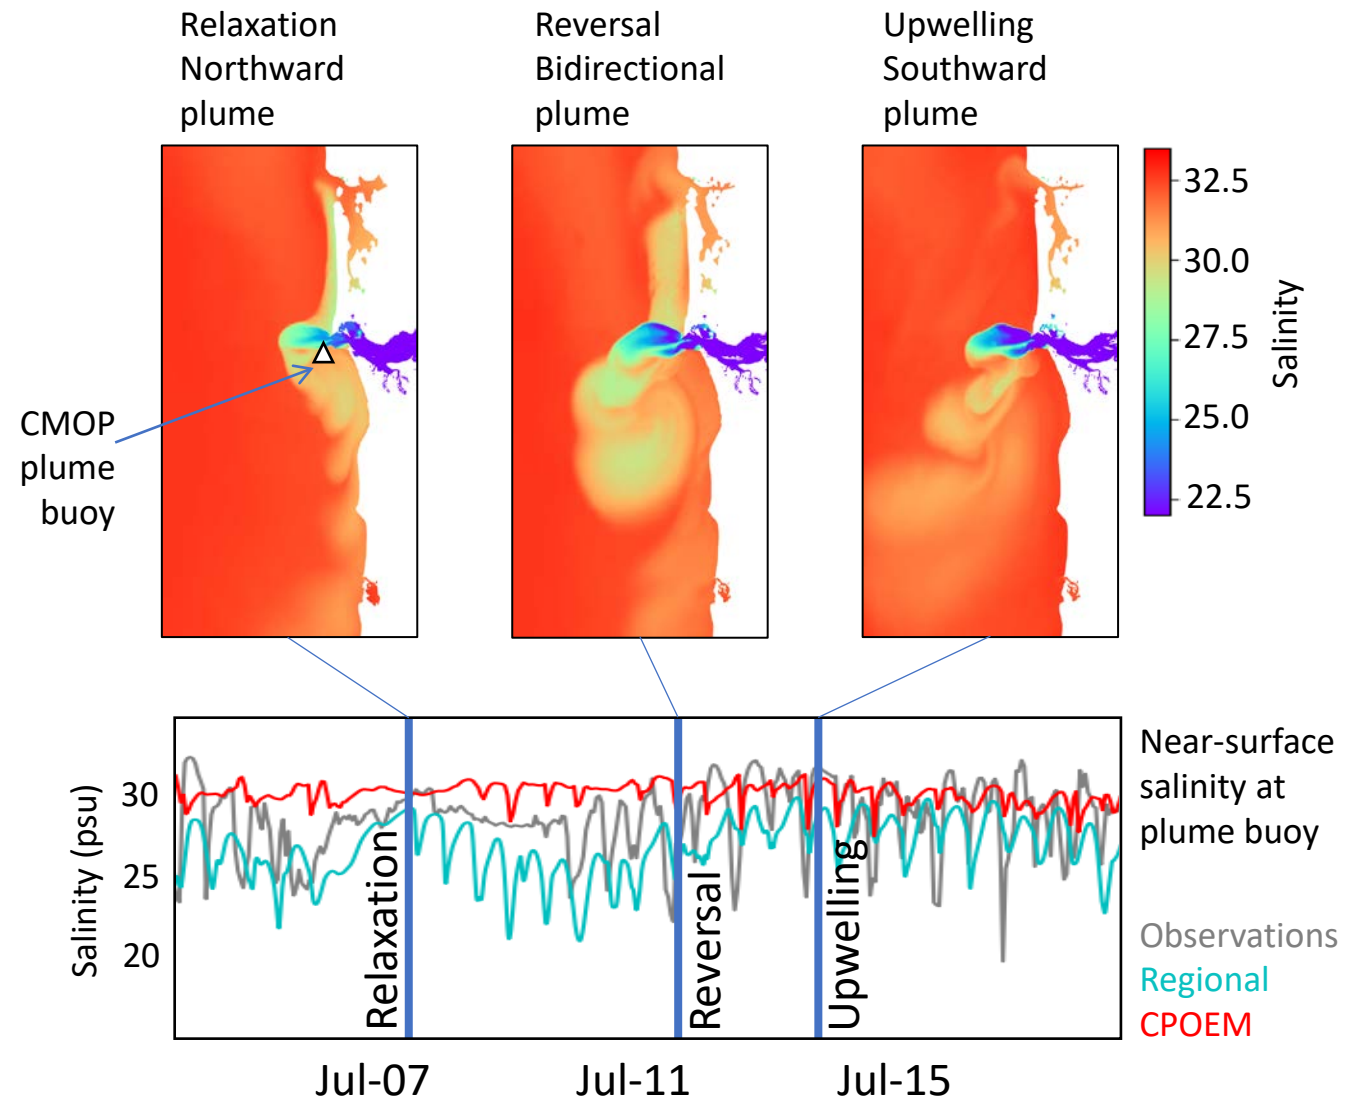 Relaxation
Northward
plume
Reversal
Bidirectional
plume
Upwelling
Southward
plume
32.5
30.0
27.5
25.0
22.5
Salinity
CMOP
plume
buoy
Salinity (psu)
30
25
20
Relaxation
Reversal
Upwelling
Near-surface
salinity at
plume buoy
Observations
Regional
CPOEM
Jul-07
Jul-11
Jul-15